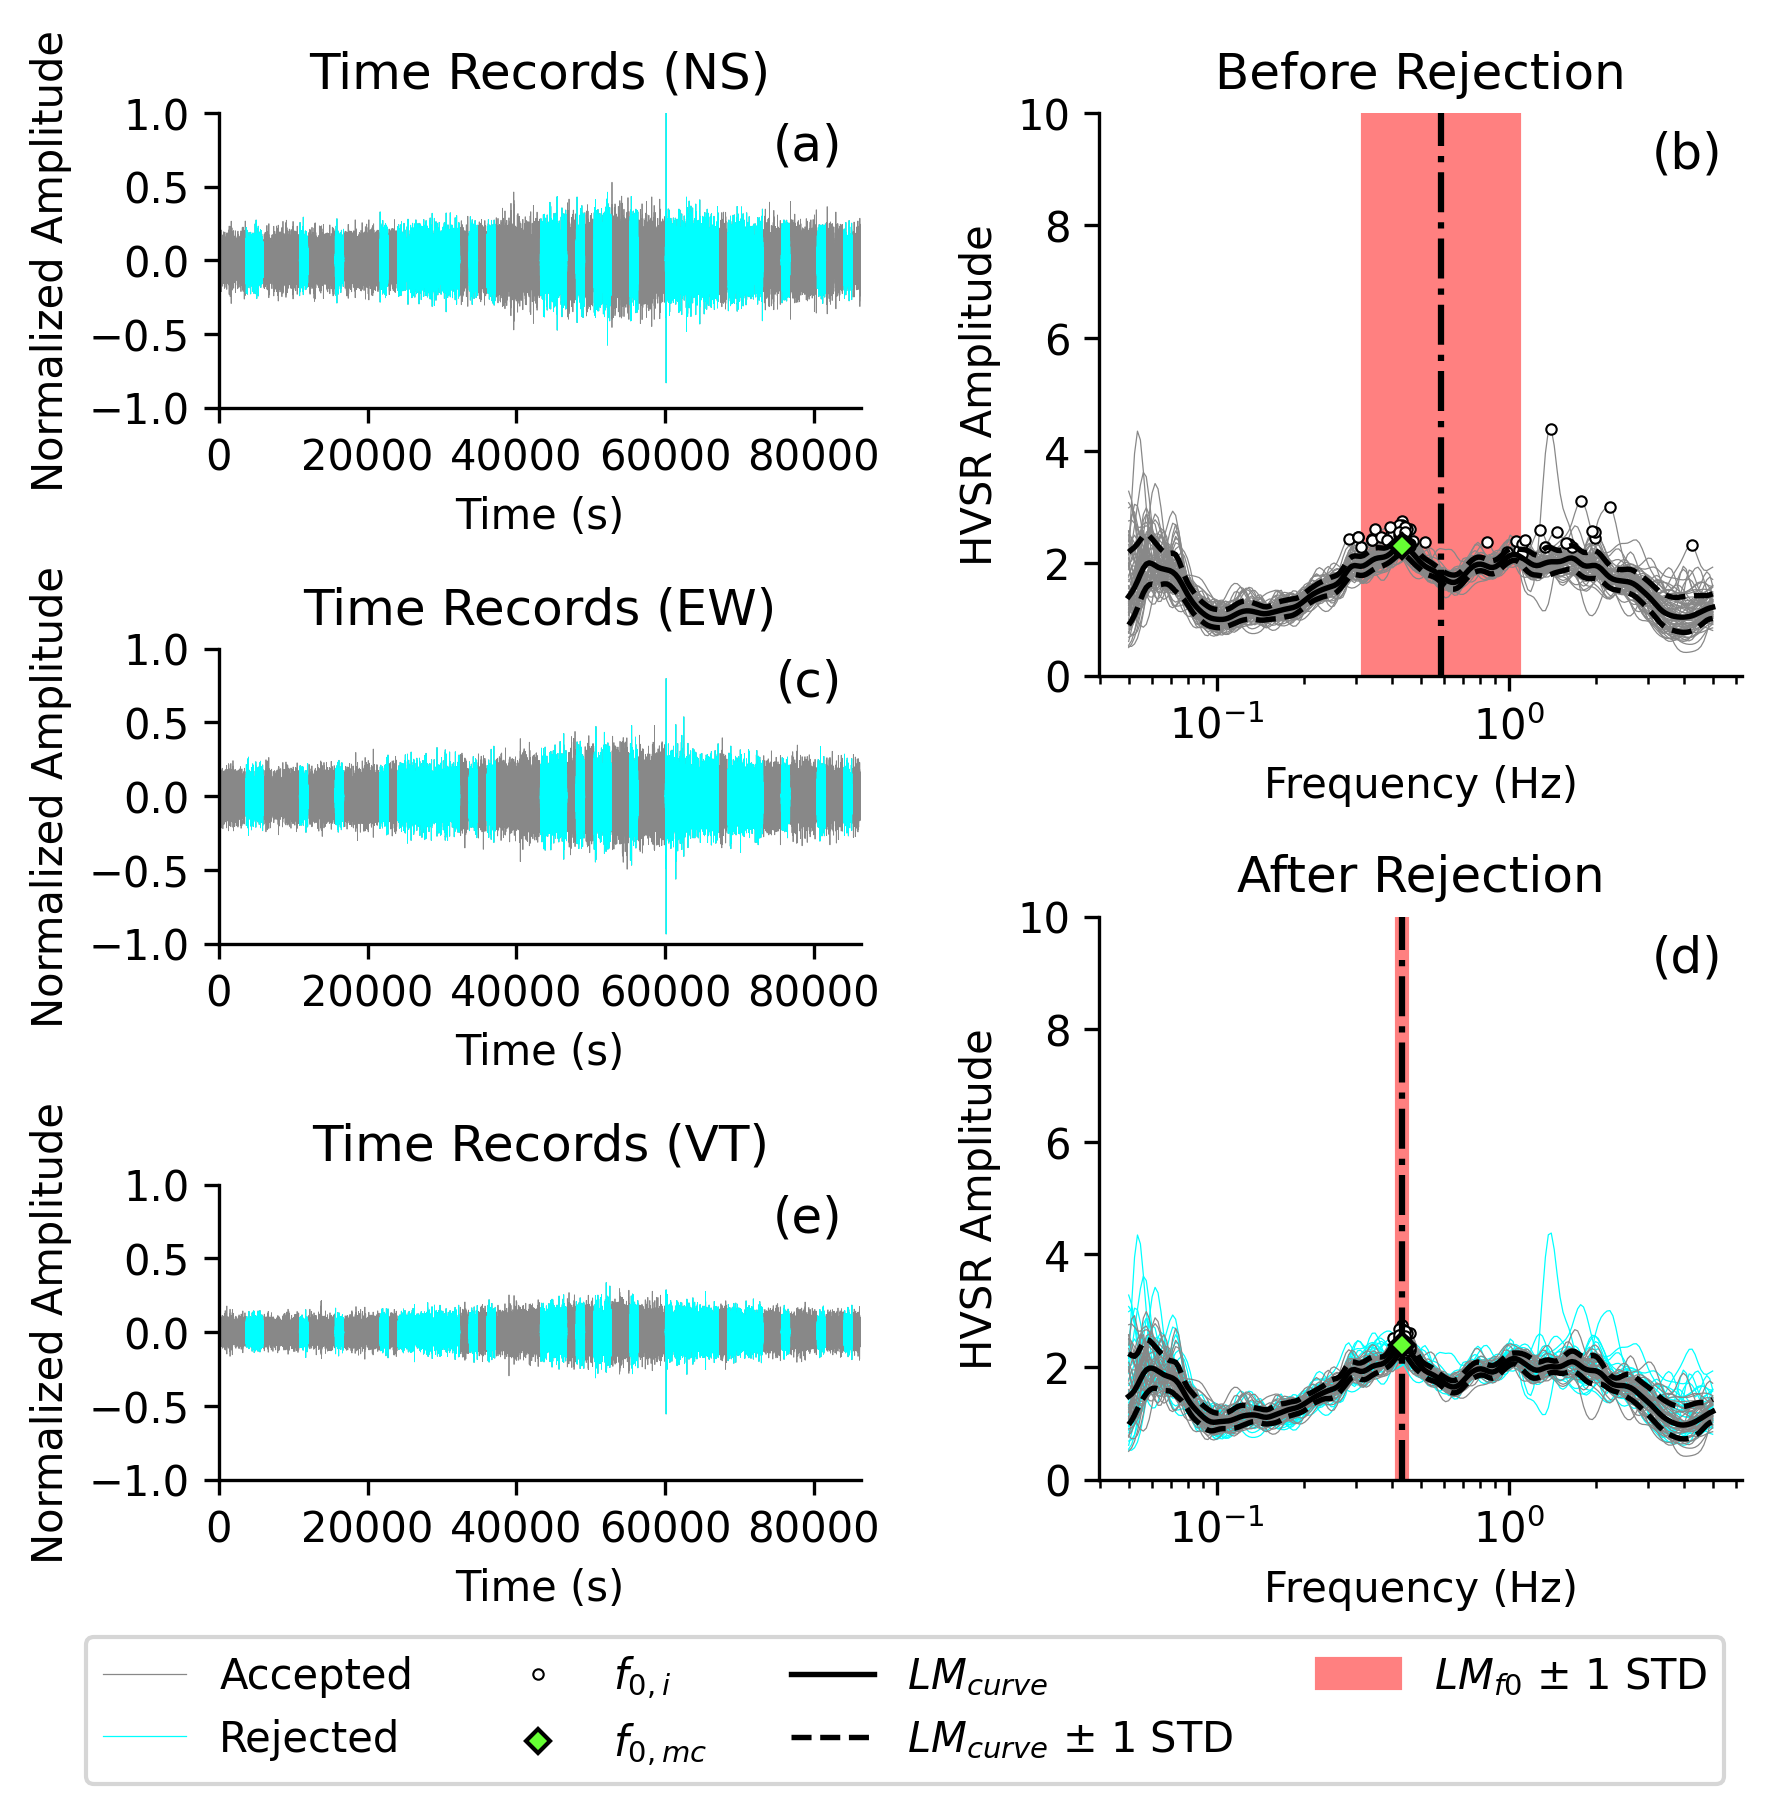 Time Records (NS)
Normalized Amplitude
1.0
0.5
0.0
−0.5
−1.0
(a)
0 20000 40000 60000 80000
Time (s)
Before Rejection
HVSR Amplitude
10
8
6
4
2
0
(b)
10⁻¹ 10⁰
Frequency (Hz)
Time Records (EW)
Normalized Amplitude
1.0
0.5
0.0
−0.5
−1.0
(c)
0 20000 40000 60000 80000
Time (s)
After Rejection
HVSR Amplitude
10
8
6
4
2
0
(d)
10⁻¹ 10⁰
Frequency (Hz)
Time Records (VT)
Normalized Amplitude
1.0
0.5
0.0
−0.5
−1.0
(e)
0 20000 40000 60000 80000
Time (s)
Accepted
Rejected
f0,i
f0,mc
LMcurve
LMcurve ± 1 STD
LMf0 ± 1 STD